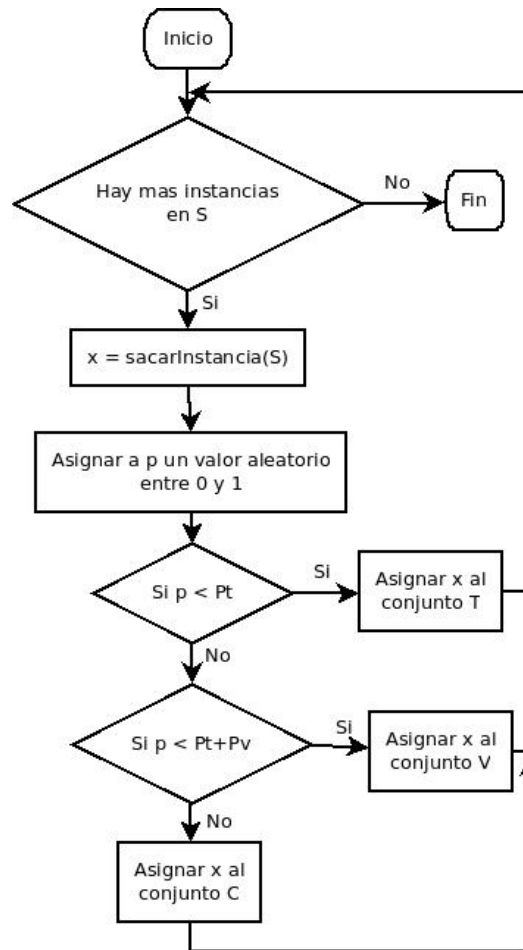 Inicio
Hay mas instancias
en S
No
Fin
Si
x = sacarInstancia(S)
Asignar a p un valor aleatorio
entre 0 y 1
Si p < Pt
Si
Asignar x al
conjunto T
No
Si p < Pt+Pv
Si
Asignar x al
conjunto V
No
Asignar x al
conjunto C